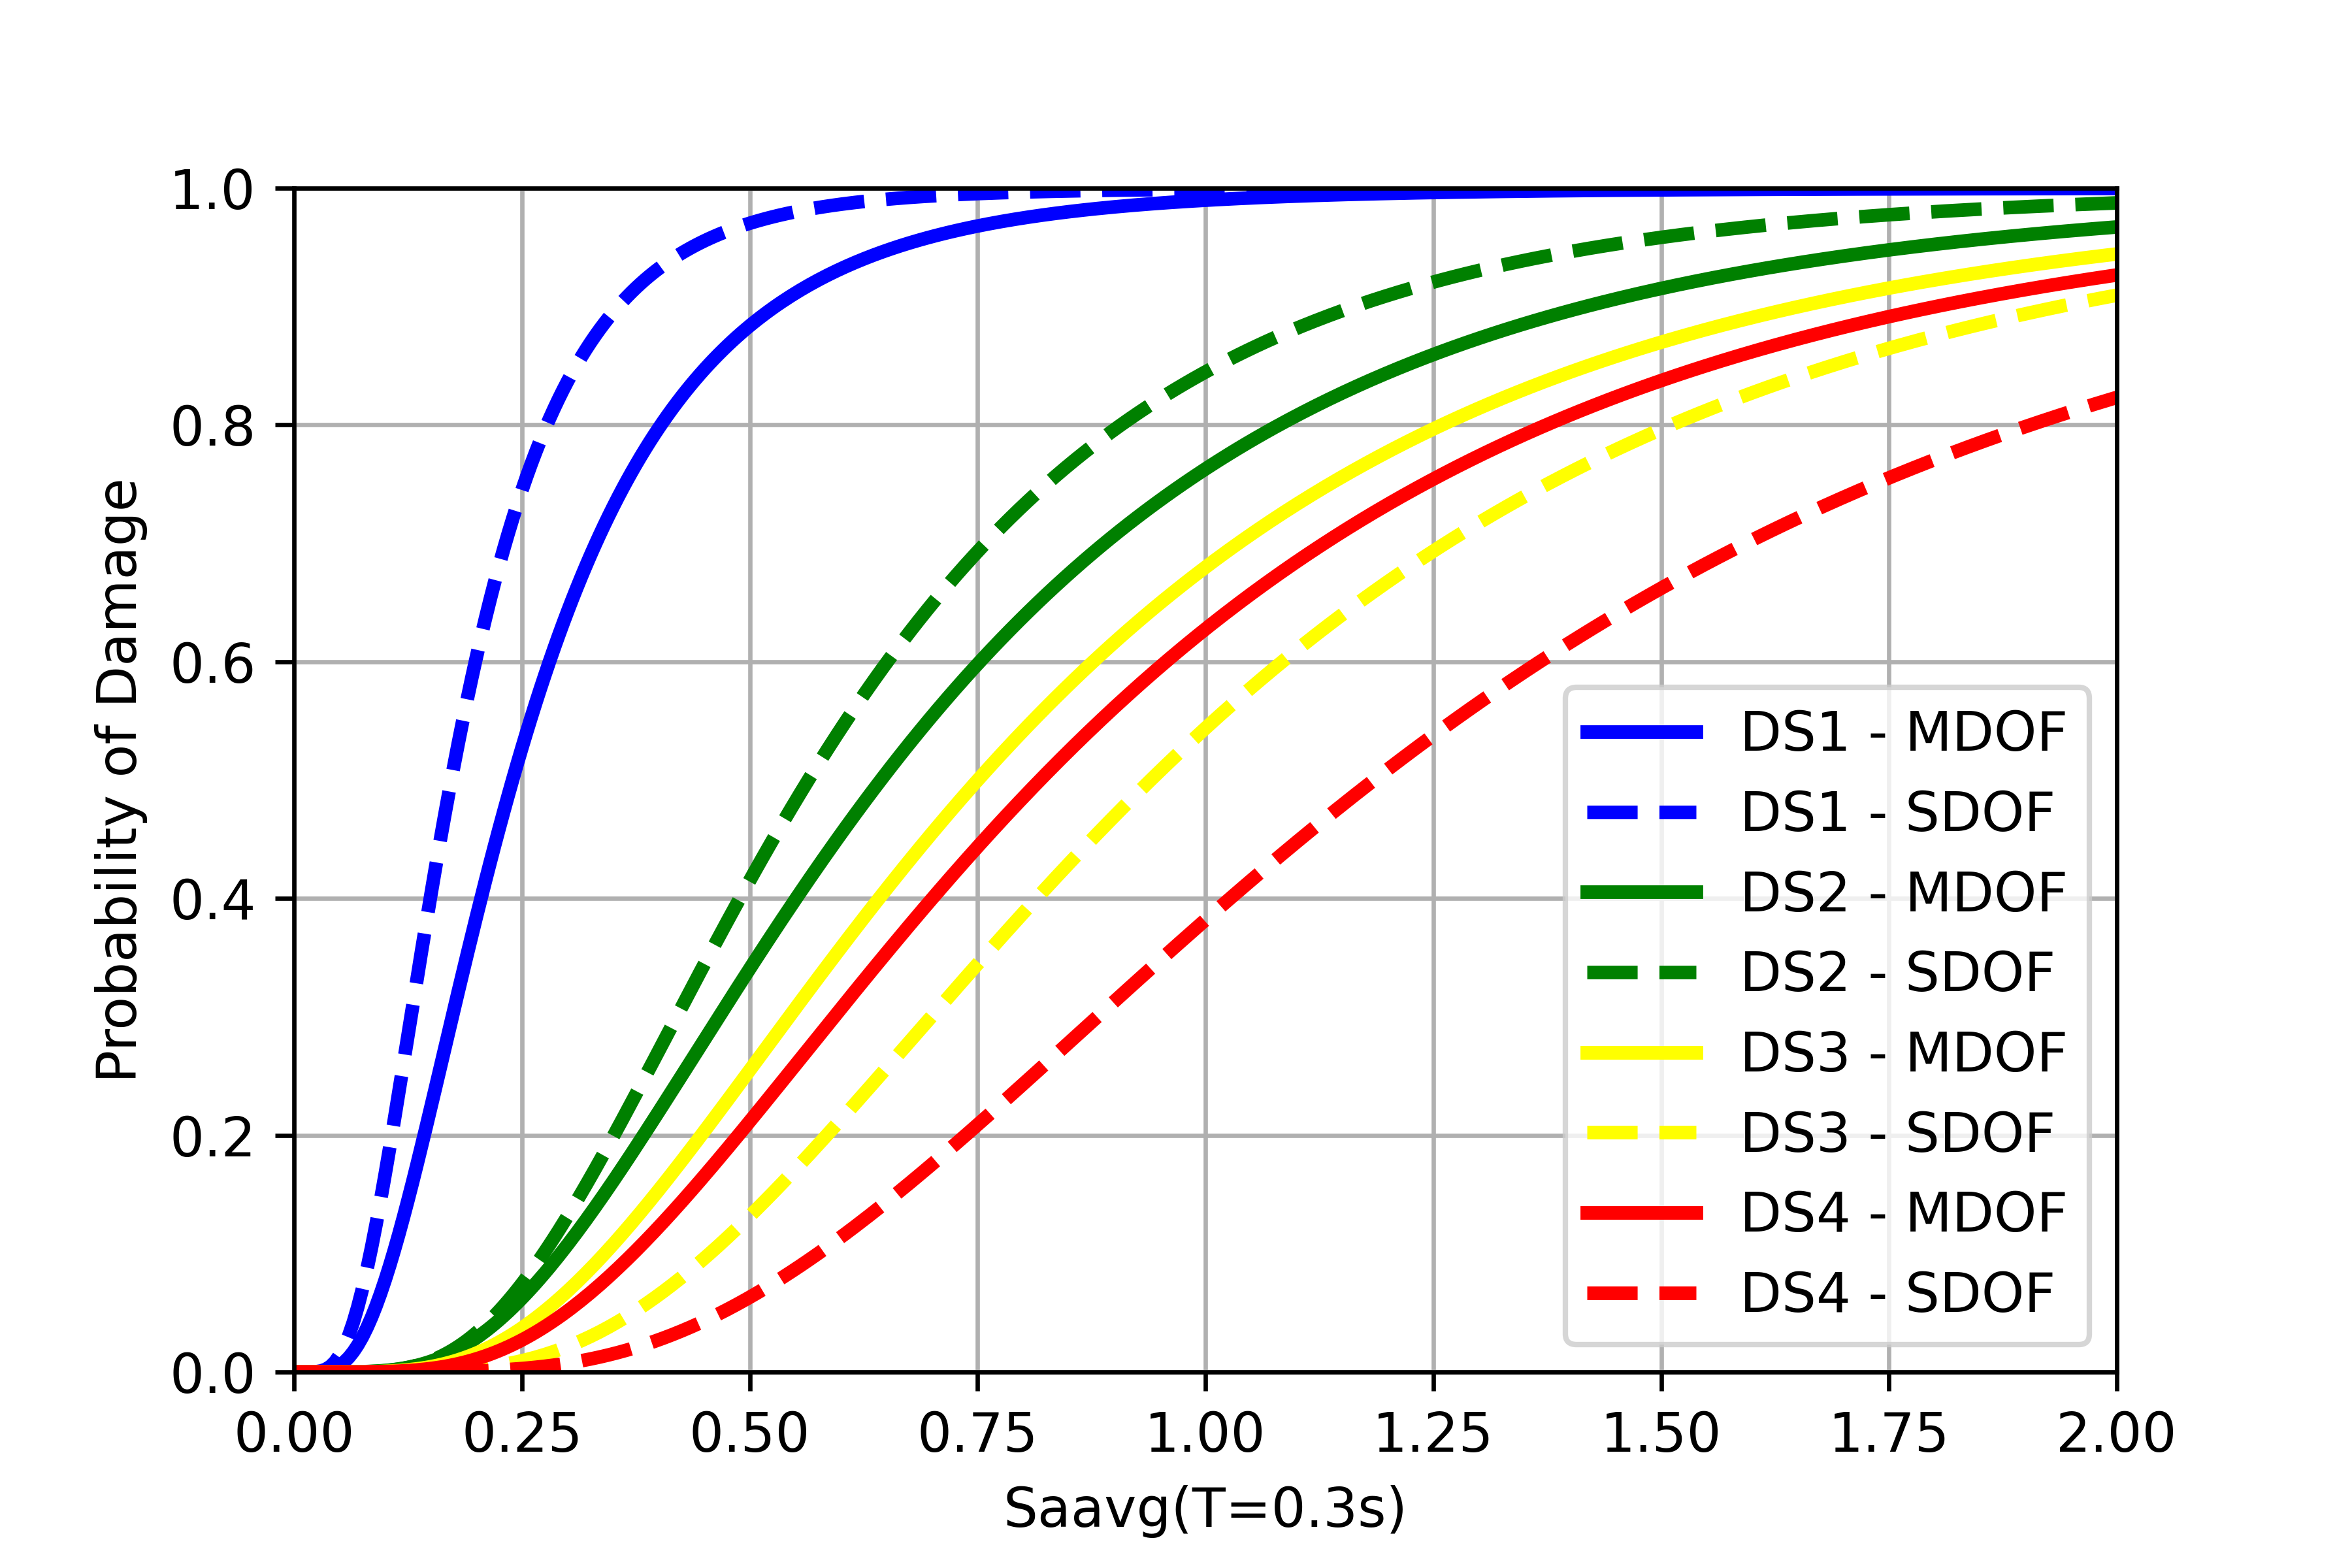 1.0
0.8
0.6
0.4
0.2
0.0
Probability of Damage
0.00 0.25 0.50 0.75 1.00 1.25 1.50 1.75 2.00
Saavg(T=0.3s)
DS1 - MDOF
DS1 - SDOF
DS2 - MDOF
DS2 - SDOF
DS3 - MDOF
DS3 - SDOF
DS4 - MDOF
DS4 - SDOF